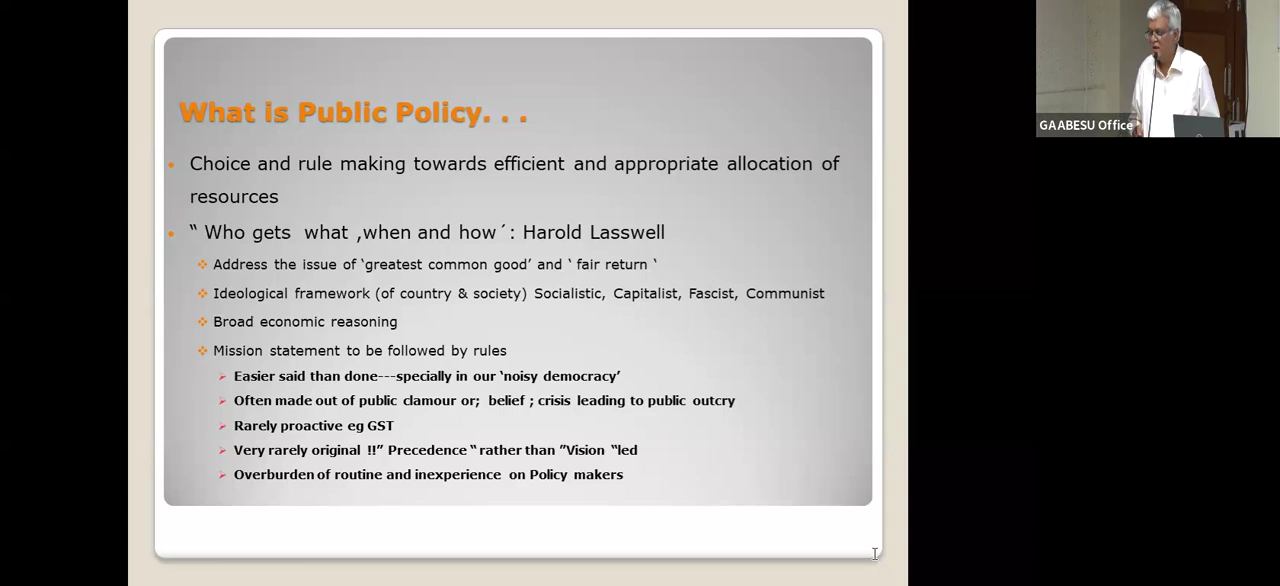 What is Public Policy. . .
• Choice and rule making towards efficient and appropriate allocation of
resources
• “ Who gets what ,when and how´: Harold Lasswell
❖ Address the issue of ‘greatest common good’ and ‘ fair return ‘
❖ Ideological framework (of country & society) Socialistic, Capitalist, Fascist, Communist
❖ Broad economic reasoning
❖ Mission statement to be followed by rules
➢ Easier said than done---specially in our ‘noisy democracy’
➢ Often made out of public clamour or; belief ; crisis leading to public outcry
➢ Rarely proactive eg GST
➢ Very rarely original !!” Precedence “ rather than ”Vision “led
➢ Overburden of routine and inexperience on Policy makers
GAABESU Office